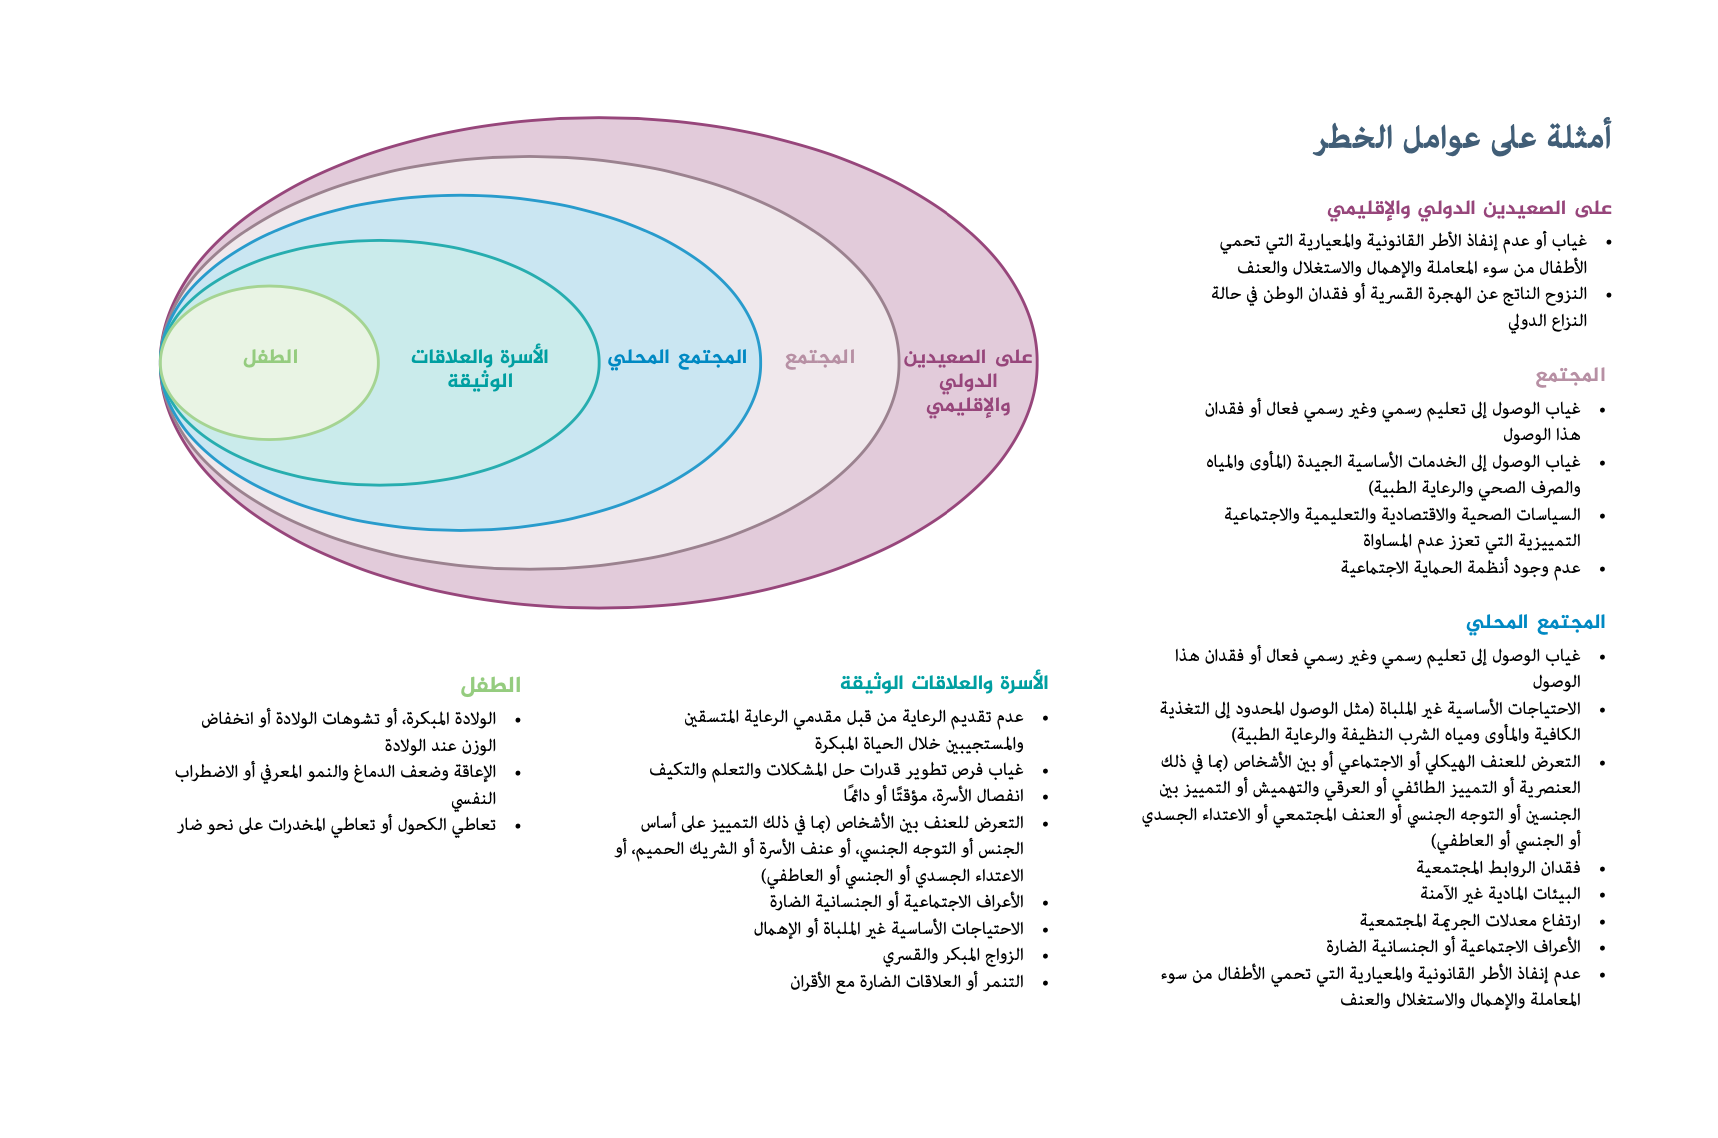 أمثلة على عوامل الخطر
على الصعيدين الدولي والإقليمي
• غياب أو عدم إنفاذ الأطر القانونية والمعيارية التي تحمي
الأطفال من سوء المعاملة والإهمال والاستغلال والعنف
• النزوح الناتج عن الهجرة القسرية أو فقدان الوطن في حالة
النزاع الدولي
المجتمع
• غياب الوصول إلى تعليم رسمي وغير رسمي فعال أو فقدان
هذا الوصول
• غياب الوصول إلى الخدمات الأساسية الجيدة (المأوى والمياه
والصرف الصحي والرعاية الطبية)
• السياسات الصحية والاقتصادية والتعليمية والاجتماعية
التمييزية التي تعزز عدم المساواة
• عدم وجود أنظمة الحماية الاجتماعية
المجتمع المحلي
• غياب الوصول إلى تعليم رسمي وغير رسمي فعال أو فقدان هذا
الوصول
• الاحتياجات الأساسية غير الملباة (مثل الوصول المحدود إلى التغذية
الكافية والمأوى ومياه الشرب النظيفة والرعاية الطبية)
• التعرض للعنف الهيكلي أو الاجتماعي أو بين الأشخاص (بما في ذلك
العنصرية أو التمييز الطائفي أو العرقي والتهميش أو التمييز بين
الجنسين أو التوجه الجنسي أو العنف المجتمعي أو الاعتداء الجسدي
أو الجنسي أو العاطفي)
• فقدان الروابط المجتمعية
• البيئات المادية غير الآمنة
• ارتفاع معدلات الجريمة المجتمعية
• الأعراف الاجتماعية أو الجنسانية الضارة
• عدم إنفاذ الأطر القانونية والمعيارية التي تحمي الأطفال من سوء
المعاملة والإهمال والاستغلال والعنف
على الصعيدين
الدولي
والإقليمي
المجتمع
المجتمع المحلي
الأسرة والعلاقات
الوثيقة
الطفل
الأسرة والعلاقات الوثيقة
• عدم تقديم الرعاية من قبل مقدمي الرعاية المتسقين
والمستجيبين خلال الحياة المبكرة
• غياب فرص تطوير قدرات حل المشكلات والتعلم والتكيف
• انفصال الأسرة، مؤقتًا أو دائمًا
• التعرض للعنف بين الأشخاص (بما في ذلك التمييز على أساس
الجنس أو التوجه الجنسي، أو عنف الأسرة أو الشريك الحميم، أو
الاعتداء الجسدي أو الجنسي أو العاطفي)
• الأعراف الاجتماعية أو الجنسانية الضارة
• الاحتياجات الأساسية غير الملباة أو الإهمال
• الزواج المبكر والقسري
• التنمر أو العلاقات الضارة مع الأقران
الطفل
• الولادة المبكرة، أو تشوهات الولادة أو انخفاض
الوزن عند الولادة
• الإعاقة وضعف الدماغ والنمو المعرفي أو الاضطراب
النفسي
• تعاطي الكحول أو تعاطي المخدرات على نحو ضار